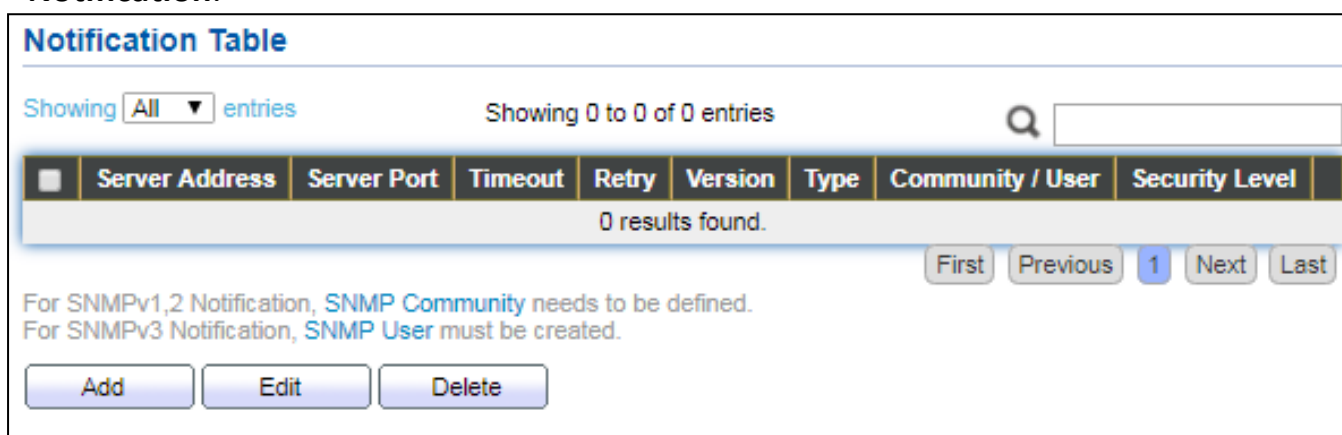 Notification.
Notification Table
Showing All ▼ entries
Showing 0 to 0 of 0 entries
Server Address Server Port Timeout Retry Version Type Community / User Security Level
0 results found.
First Previous 1 Next Last
For SNMPv1,2 Notification, SNMP Community needs to be defined.
For SNMPv3 Notification, SNMP User must be created.
Add Edit Delete